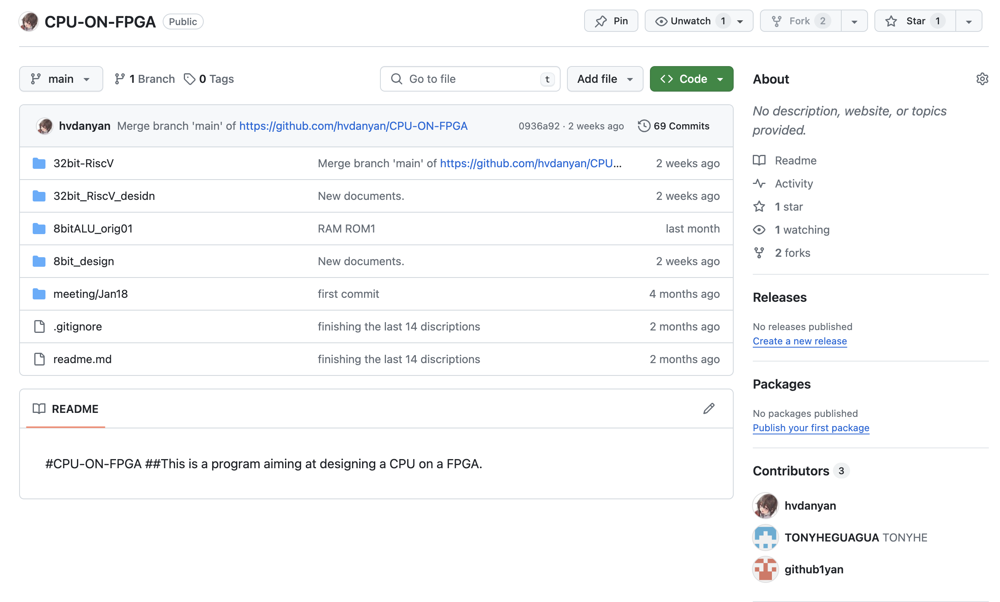 CPU-ON-FPGA Public Pin Unwatch 1 Fork 2 Star 1
main 1 Branch 0 Tags Go to file t Add file Code
hvdanyan Merge branch 'main' of https://github.com/hvdanyan/CPU-ON-FPGA 0936a92 · 2 weeks ago 69 Commits
32bit-RiscV Merge branch 'main' of https://github.com/hvdanyan/CPU... 2 weeks ago
32bit_RiscV_desidn New documents. 2 weeks ago
8bitALU_orig01 RAM ROM1 last month
8bit_design New documents. 2 weeks ago
meeting/Jan18 first commit 4 months ago
.gitignore finishing the last 14 discriptions 2 months ago
readme.md finishing the last 14 discriptions 2 months ago
README
#CPU-ON-FPGA ##This is a program aiming at designing a CPU on a FPGA.
About
No description, website, or topics
provided.
Readme
Activity
1 star
1 watching
2 forks
Releases
No releases published
Create a new release
Packages
No packages published
Publish your first package
Contributors 3
hvdanyan
TONYHEGUAGUA TONYHE
github1yan